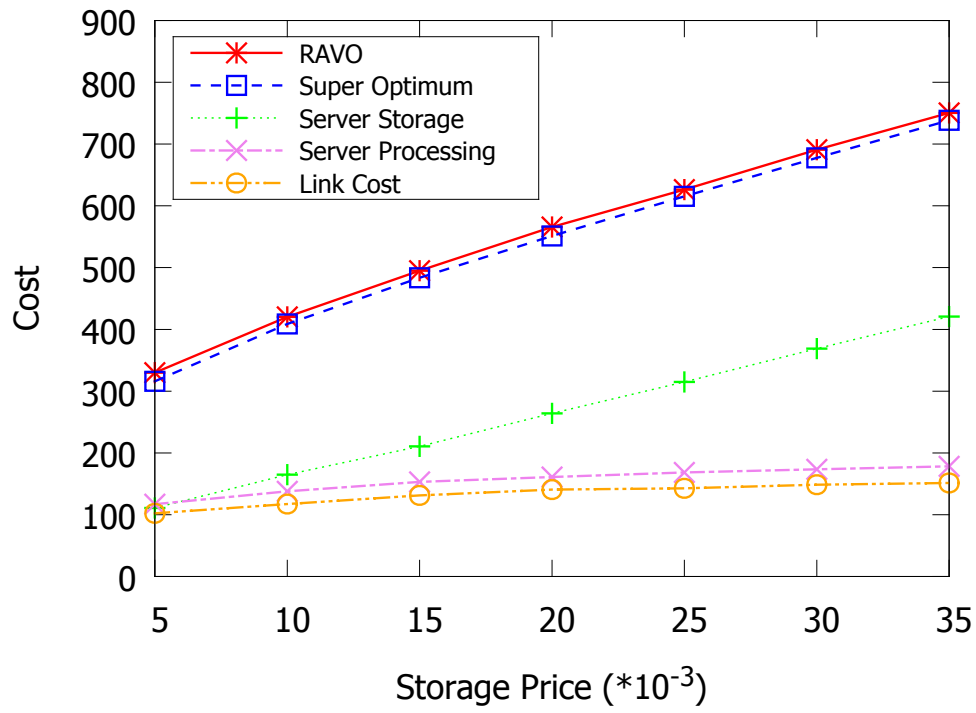 900
800
700
600
500
400
300
200
100
0
Cost
RAVO
Super Optimum
Server Storage
Server Processing
Link Cost
5 10 15 20 25 30 35
Storage Price (*10⁻³)